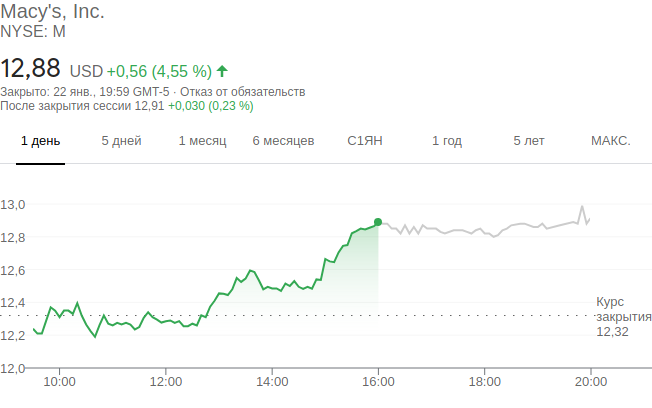 Macy's, Inc.
NYSE: M
12,88 USD +0,56 (4,55 %)
Закрыто: 22 янв., 19:59 GMT-5 · Отказ от обязательств
После закрытия сессии 12,91 +0,030 (0,23 %)
1 день 5 дней 1 месяц 6 месяцев С1ЯН 1 год 5 лет МАКС.
13,0
12,8
12,6
12,4
12,2
12,0
Курс
закрытия
12,32
10:00 12:00 14:00 16:00 18:00 20:00